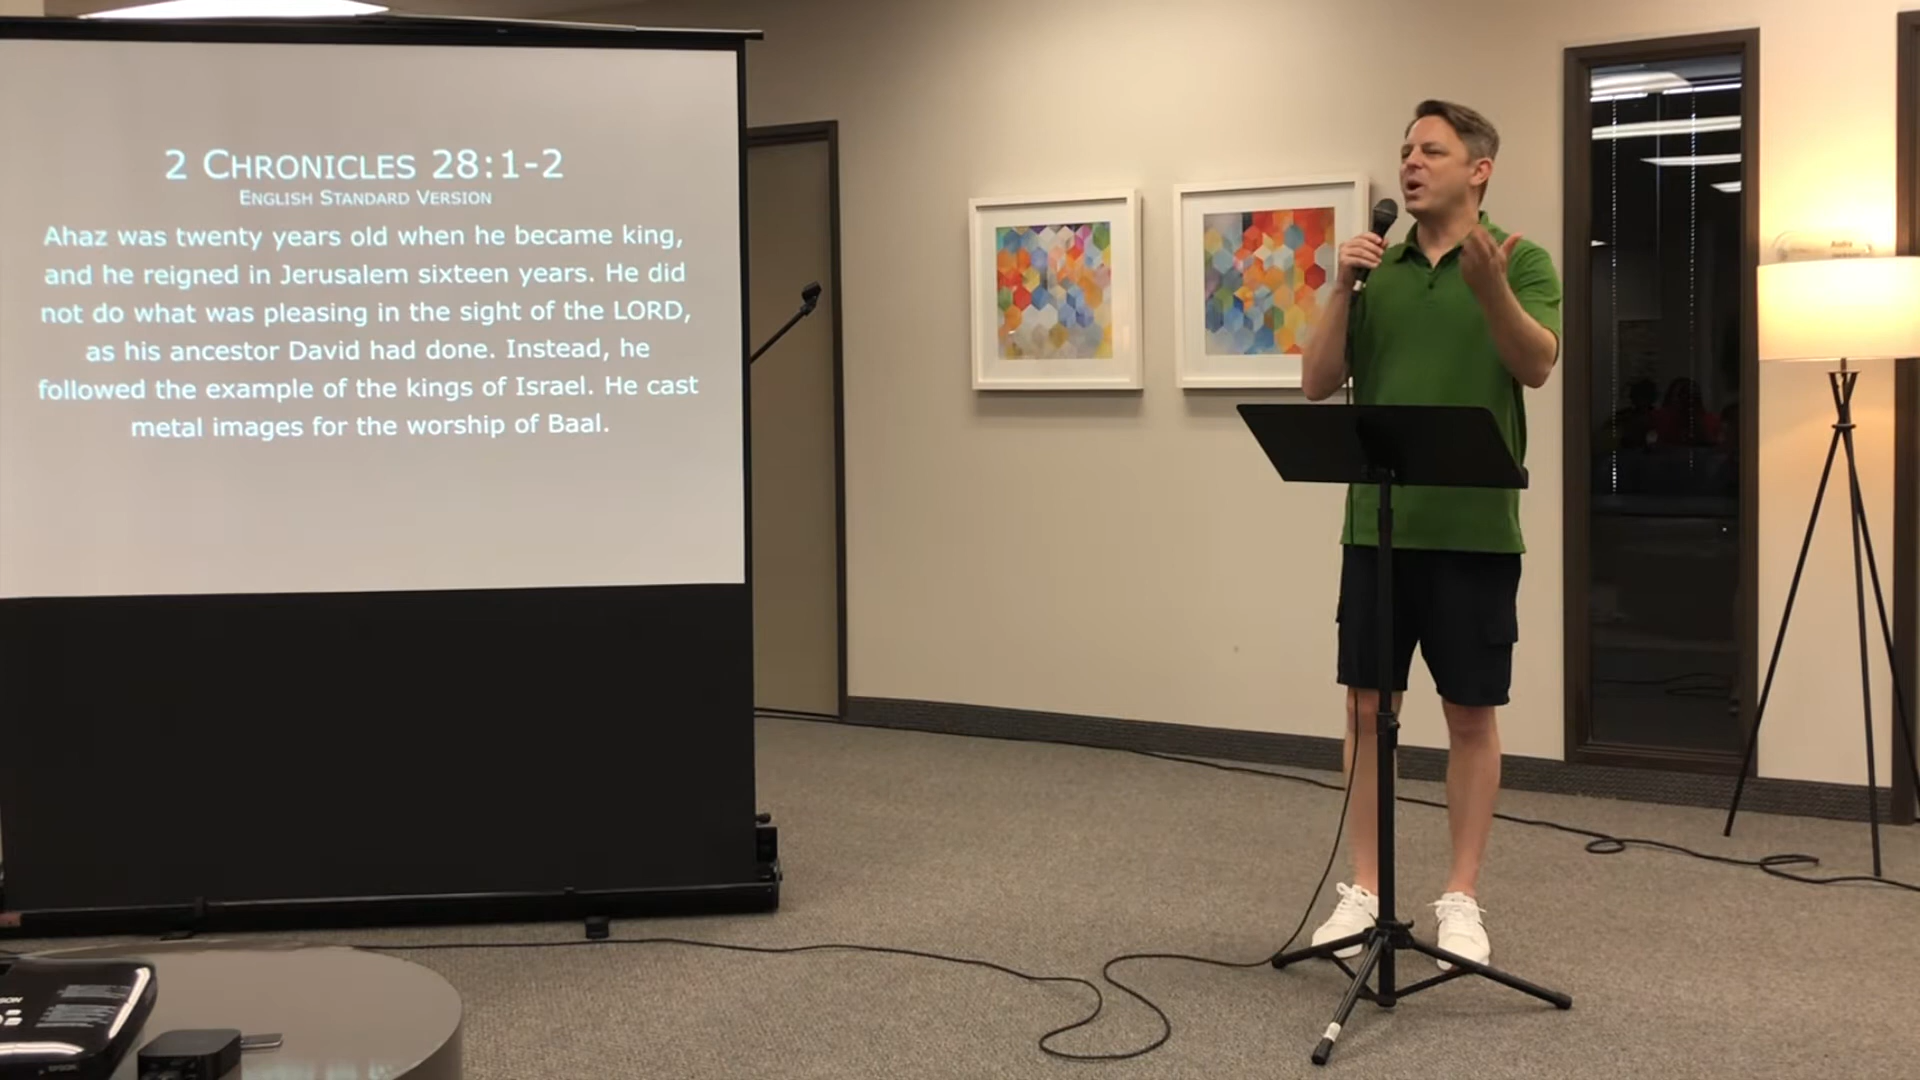 2 CHRONICLES 28:1-2
ENGLISH STANDARD VERSION
Ahaz was twenty years old when he became king,
and he reigned in Jerusalem sixteen years. He did
not do what was pleasing in the sight of the LORD,
as his ancestor David had done. Instead, he
followed the example of the kings of Israel. He cast
metal images for the worship of Baal.
EPSON